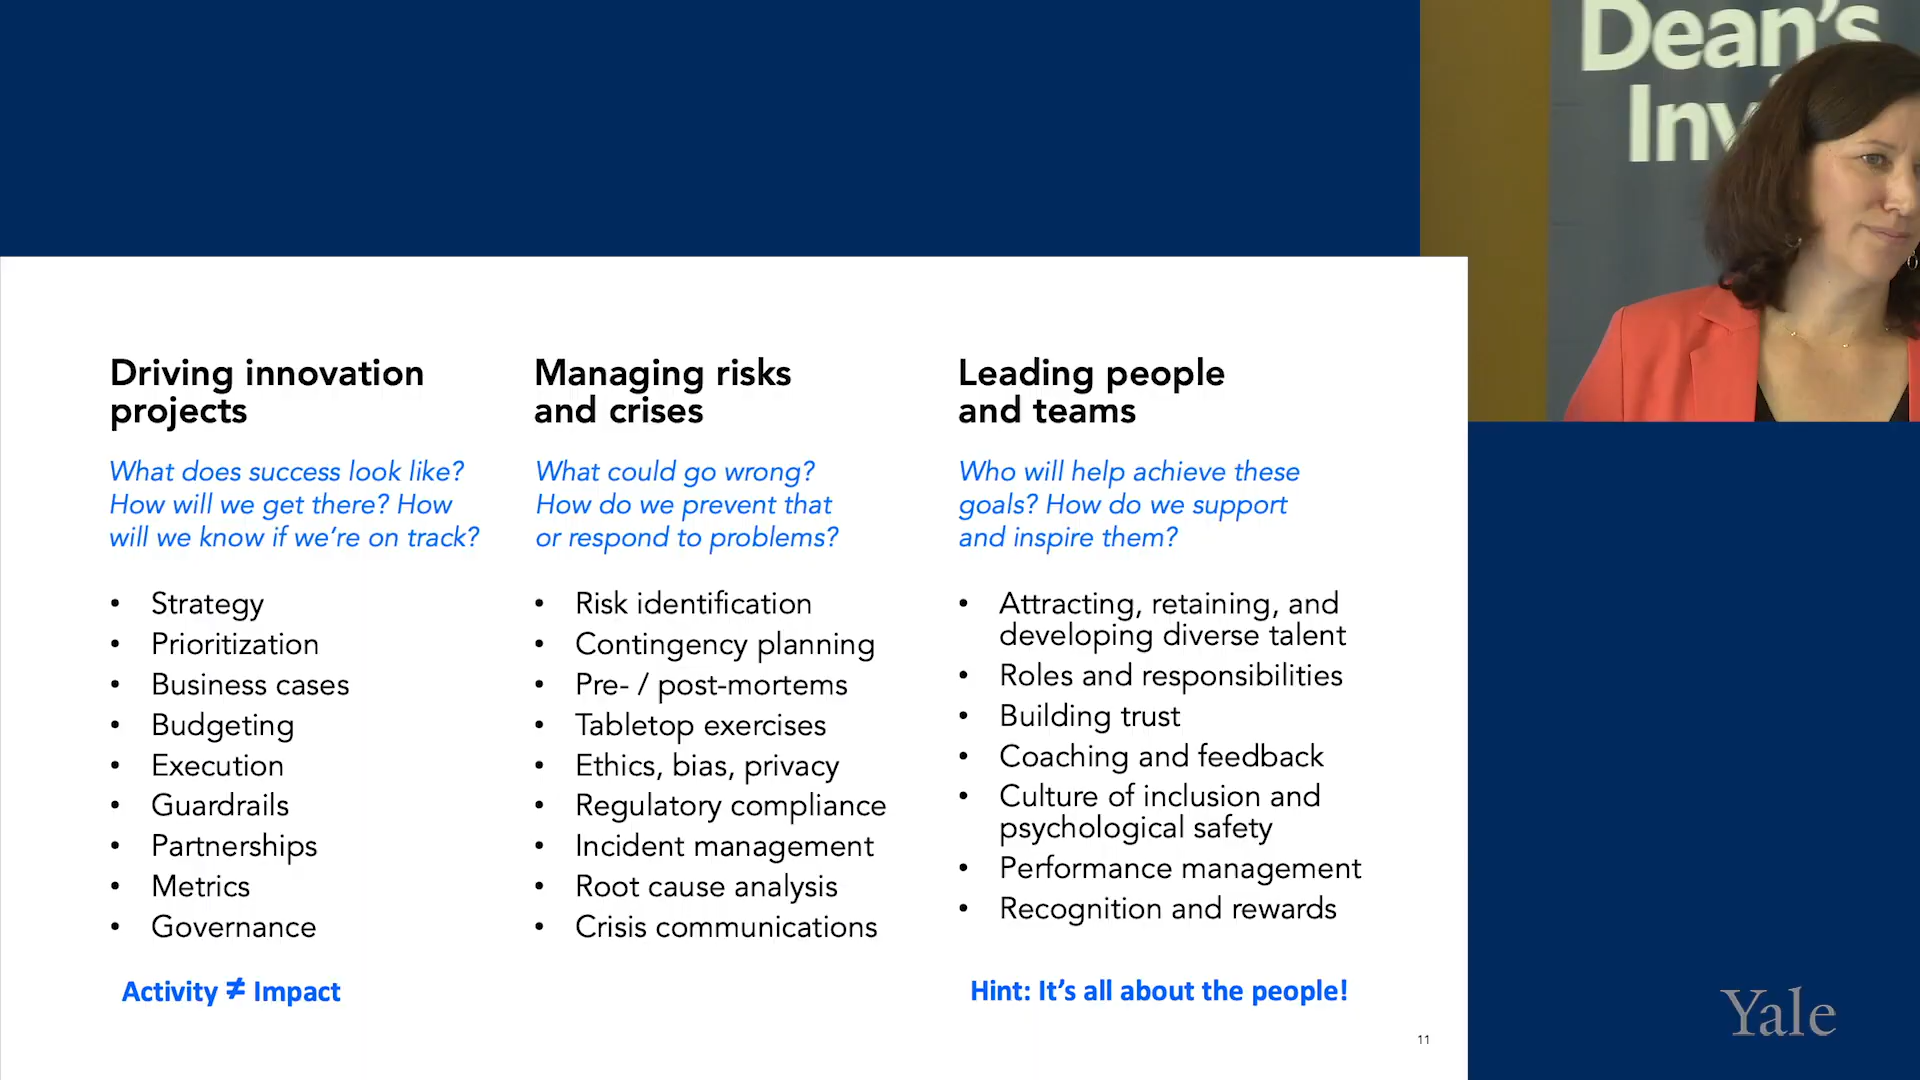 Dean's
Driving innovation
projects
What does success look like?
How will we get there? How
will we know if we're on track?
• Strategy
• Prioritization
• Business cases
• Budgeting
• Execution
• Guardrails
• Partnerships
• Metrics
• Governance
Activity ≠ Impact
Managing risks
and crises
What could go wrong?
How do we prevent that
or respond to problems?
• Risk identification
• Contingency planning
• Pre- / post-mortems
• Tabletop exercises
• Ethics, bias, privacy
• Regulatory compliance
• Incident management
• Root cause analysis
• Crisis communications
Leading people
and teams
Who will help achieve these
goals? How do we support
and inspire them?
• Attracting, retaining, and
developing diverse talent
• Roles and responsibilities
• Building trust
• Coaching and feedback
• Culture of inclusion and
psychological safety
• Performance management
• Recognition and rewards
Hint: It's all about the people!
11
Yale